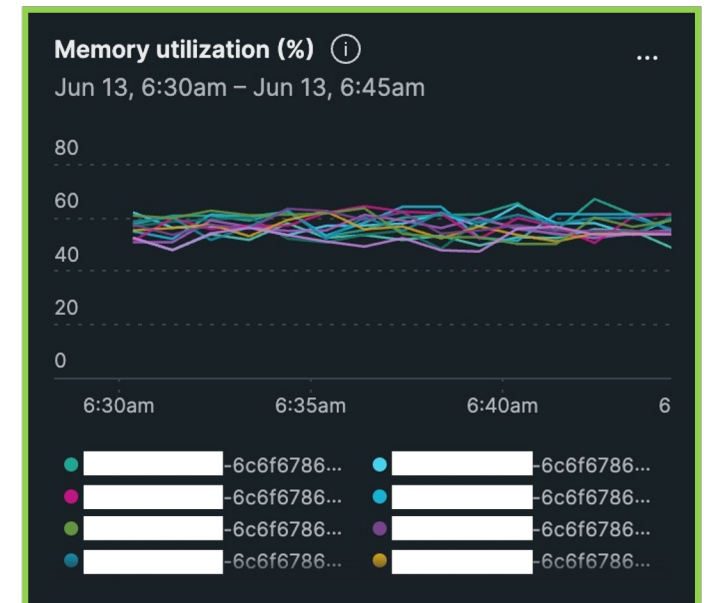 Memory utilization (%) i
...
Jun 13, 6:30am – Jun 13, 6:45am
80
60
40
20
0
6:30am 6:35am 6:40am 6
-6c6f6786... -6c6f6786...
-6c6f6786... -6c6f6786...
-6c6f6786... -6c6f6786...
-6c6f6786... -6c6f6786...